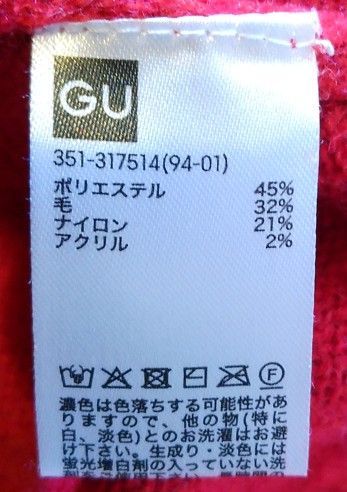 GU
351-317514(94-01)
ポリエステル 45%
毛 32%
ナイロン 21%
アクリル 2%
濃色は色落ちする可能性があ
りますので、他の物(特に
白、淡色)とのお洗濯はお避
け下さい。生成り・淡色には
蛍光増白剤の入っていない洗